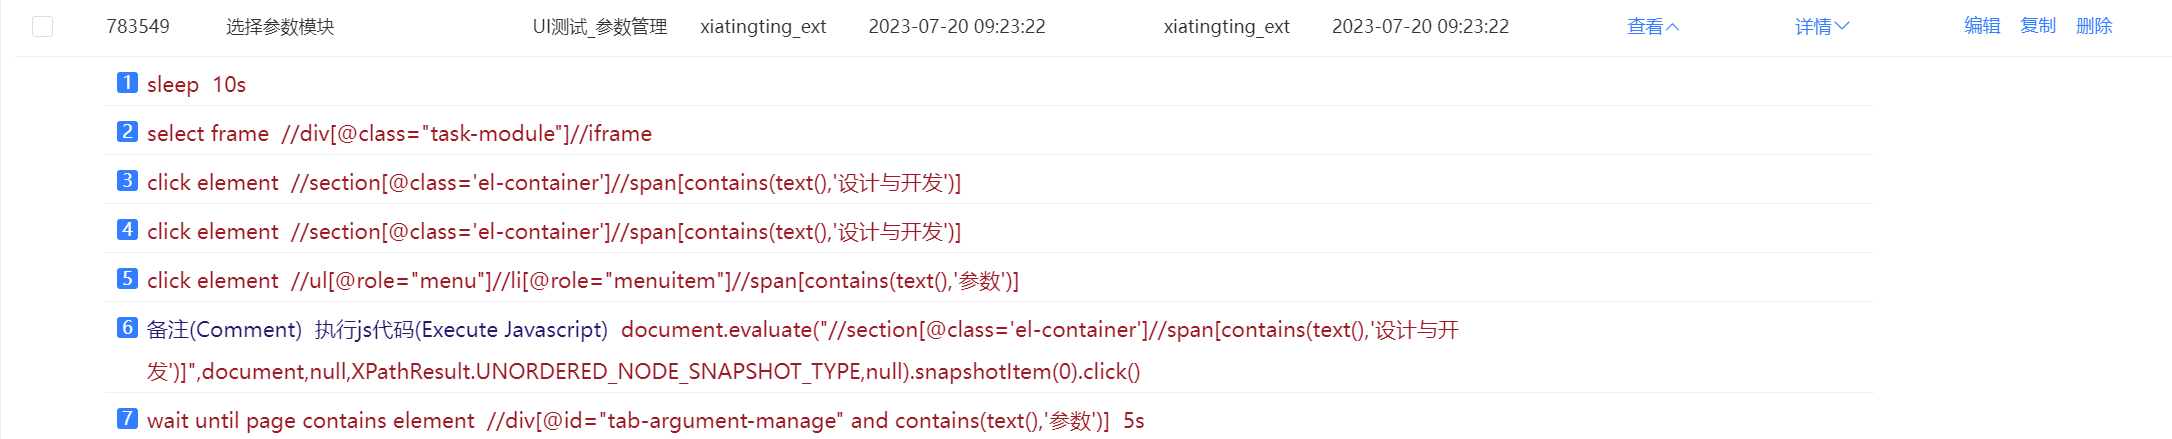 783549 选择参数模块 UI测试_参数管理 xiatingting_ext 2023-07-20 09:23:22 xiatingting_ext 2023-07-20 09:23:22 查看 详情 编辑 复制 删除
1 sleep 10s
2 select frame //div[@class="task-module"]//iframe
3 click element //section[@class='el-container']//span[contains(text(),'设计与开发')]
4 click element //section[@class='el-container']//span[contains(text(),'设计与开发')]
5 click element //ul[@role="menu"]//li[@role="menuitem"]//span[contains(text(),'参数')]
6 备注(Comment) 执行js代码(Execute Javascript) document.evaluate("//section[@class='el-container']//span[contains(text(),'设计与开
发')]",document,null,XPathResult.UNORDERED_NODE_SNAPSHOT_TYPE,null).snapshotItem(0).click()
7 wait until page contains element //div[@id="tab-argument-manage" and contains(text(),'参数')] 5s